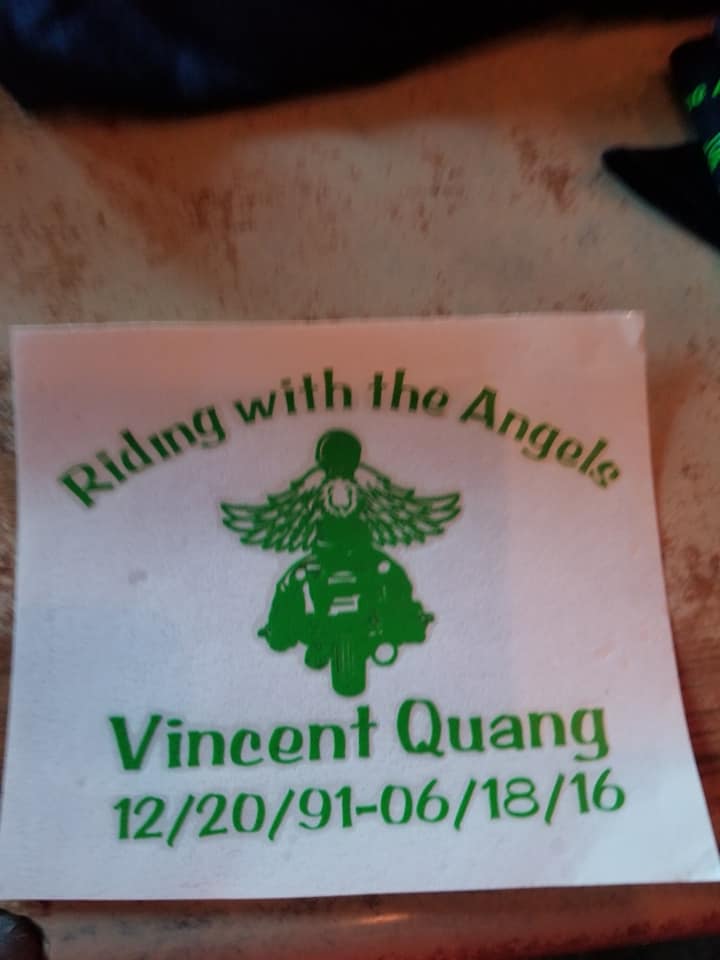 Riding with the Angels
Vincent Quang
12/20/91-06/18/16